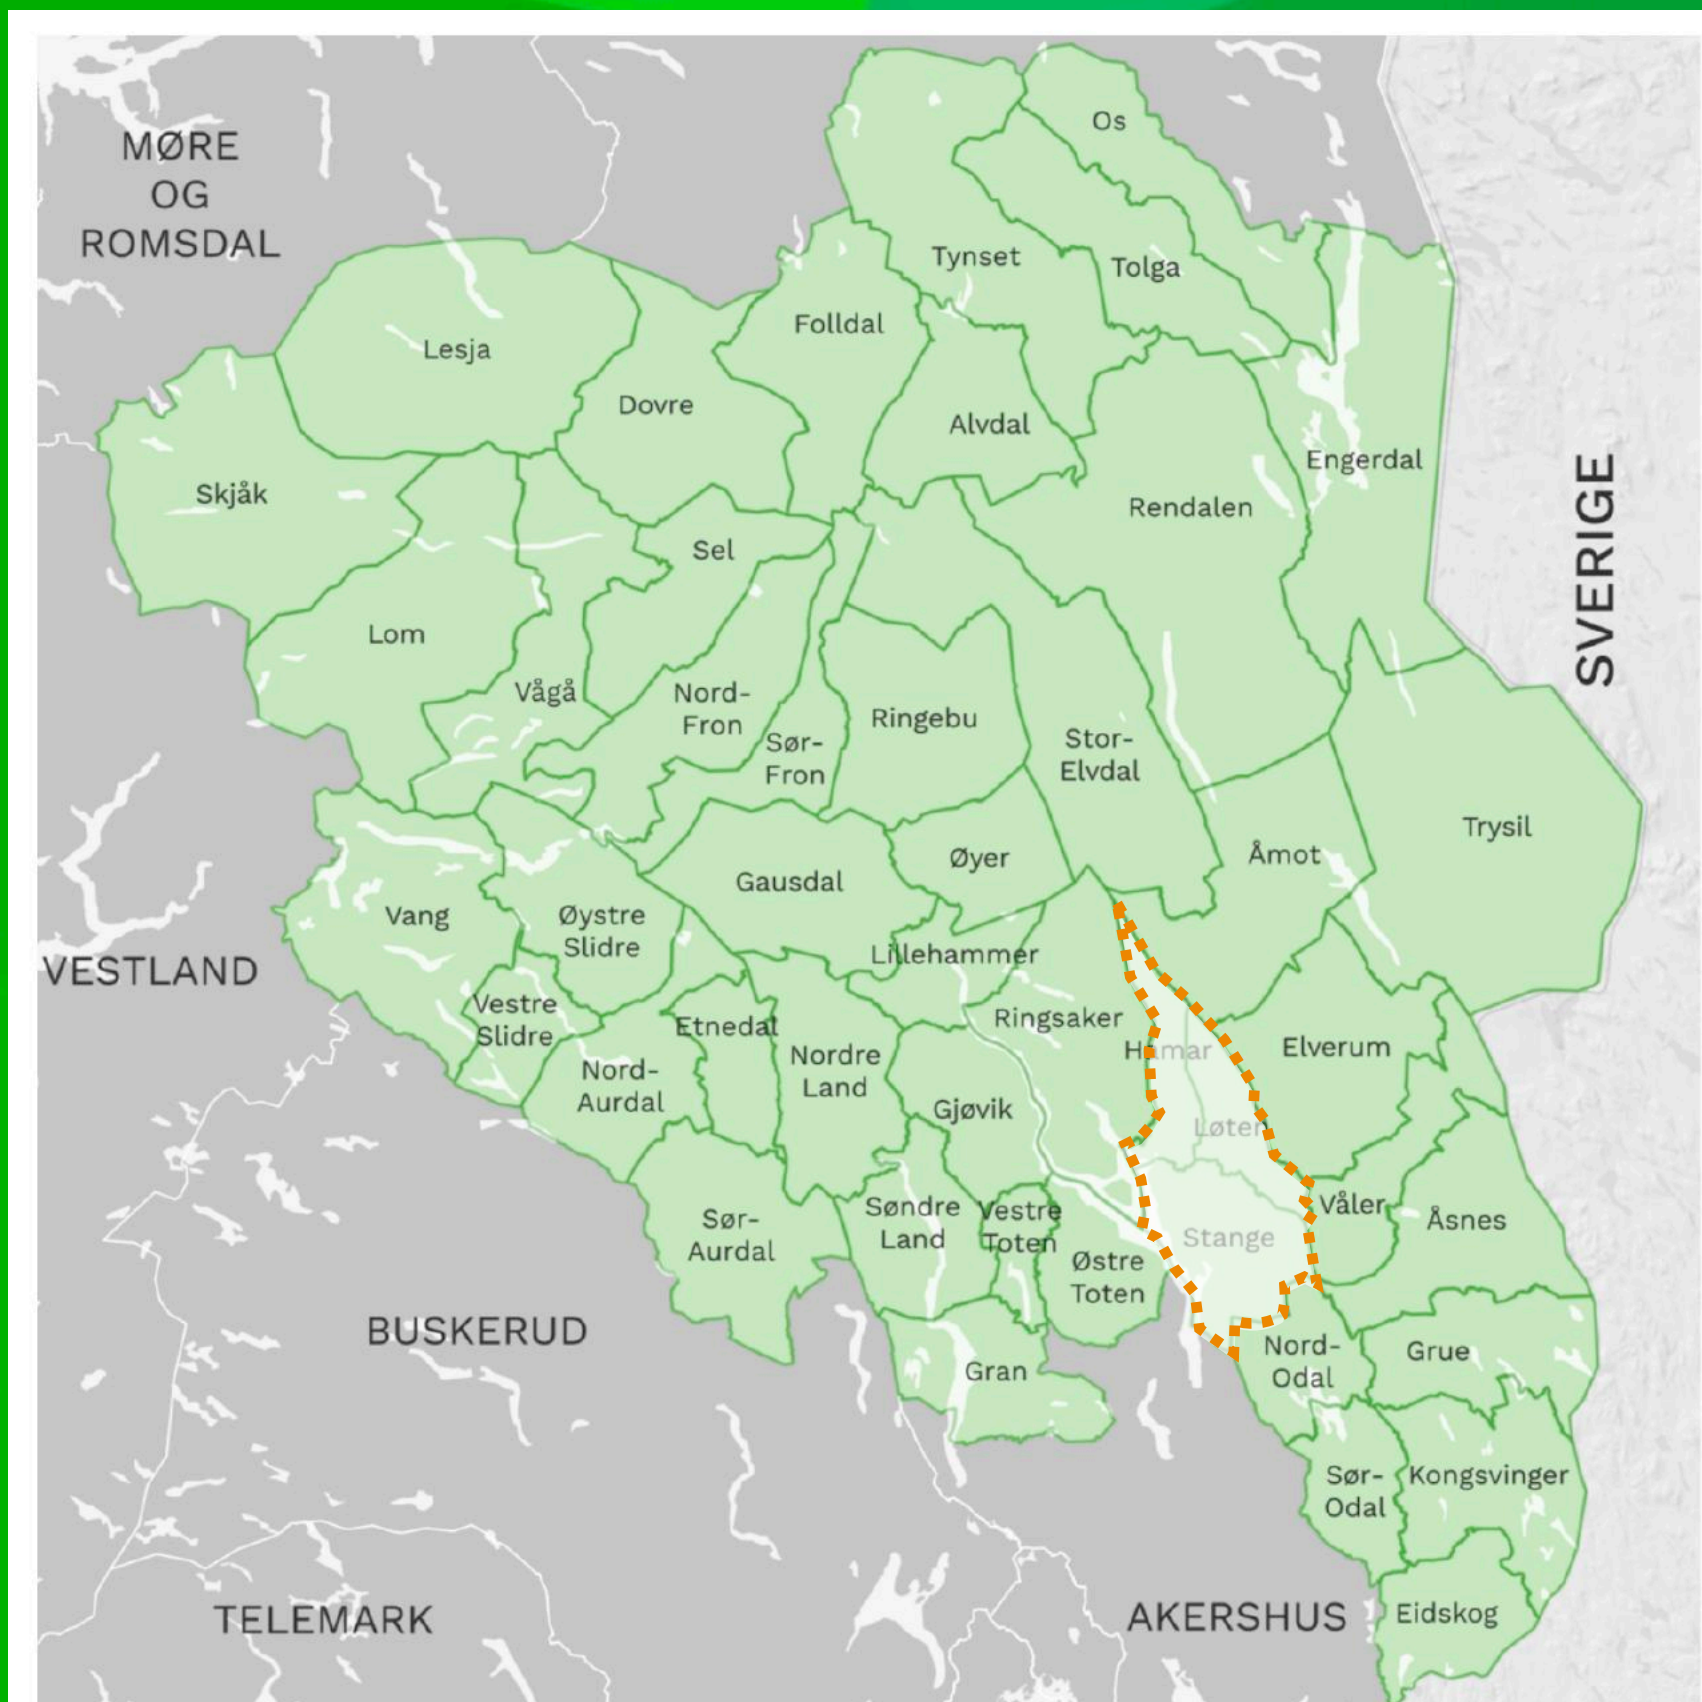 MØRE
OG
ROMSDAL
Os
Tynset
Tolga
Folldal
Lesja
Dovre
Alvdal
Engerdal
Skjåk
Rendalen
Sel
SVERIGE
Lom
Vågå
Nord-
Fron
Ringebu
Sør-
Fron
Stor-
Elvdal
Trysil
Åmot
Øyer
Gausdal
Vang
Øystre
Slidre
Lillehammer
VESTLAND
Vestre
Slidre
Etnedal
Ringsaker
Hamar
Elverum
Nordre
Land
Nord-
Aurdal
Gjøvik
Løten
Våler
Åsnes
Søndre
Land
Vestre
Toten
Sør-
Aurdal
Stange
Østre
Toten
BUSKERUD
Nord-
Odal
Grue
Gran
Sør-
Odal
Kongsvinger
TELEMARK
AKERSHUS
Eidskog